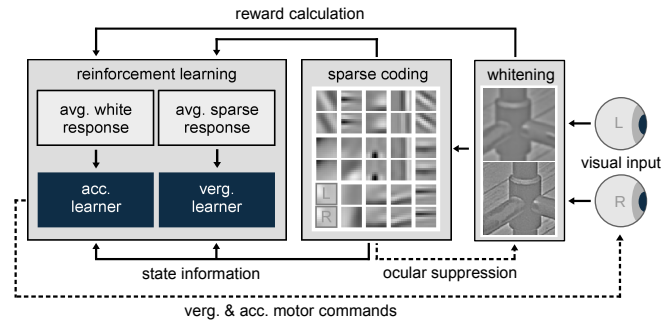 reward calculation
reinforcement learning
sparse coding
whitening
avg. white
response
avg. sparse
response
acc.
learner
verg.
learner
L
R
L
visual input
R
state information
ocular suppression
verg. & acc. motor commands